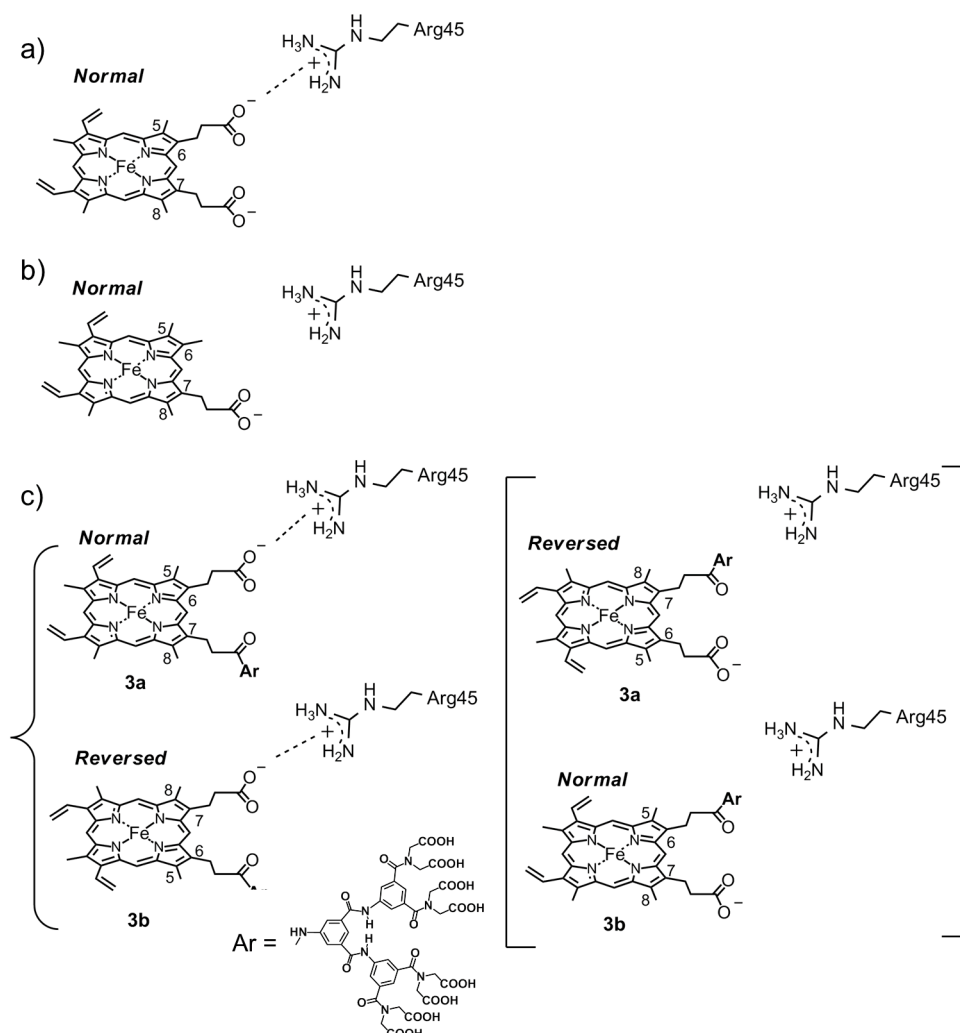 a)
Normal
H
N
Arg45
H3N
+
H2N
O−
O
5
6
N
N
Fe
N
N
7
8
O
O−
b)
Normal
H
N
Arg45
H3N
+
H2N
5
6
N
N
Fe
N
N
7
8
O
O−
c)
Normal
H
N
Arg45
H3N
+
H2N
O−
O
5
6
N
N
Fe
N
N
7
8
O
Ar
3a
Reversed
H
N
Arg45
H3N
+
H2N
O−
O
8
7
N
N
Fe
N
N
6
5
O
3b
Reversed
H
N
Arg45
H3N
+
H2N
Ar
O
8
7
N
N
Fe
N
N
6
5
O
O−
3a
Normal
H
N
Arg45
H3N
+
H2N
Ar
O
5
6
N
N
Fe
N
N
7
8
O
O−
3b
Ar =
COOH
O
N
COOH
COOH
O
N
H
O
N
COOH
HN
H
O
N
O
N
COOH
COOH
O
N
COOH
COOH